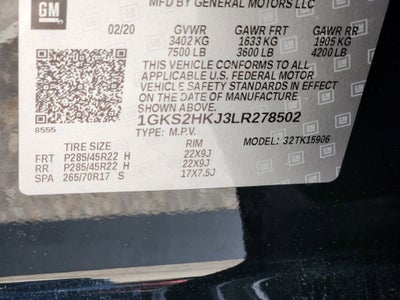 GM
MFD BY GENERAL MOTORS LLC
02/20 GVWR GAWR FRT GAWR RR
3402 KG 1633 KG 1905 KG
7500 LB 3600 LB 4200 LB
THIS VEHICLE CONFORMS TO ALL
APPLICABLE U.S. FEDERAL MOTOR
VEHICLE SAFETY STANDARDS IN EFFECT
ON THE DATE OF MANUFACTURE
SHOWN ABOVE.
8555 1GKS2HKJ3LR278502
TYPE: M.P.V. MODEL: 32TK15906
TIRE SIZE RIM
FRT P285/45R22 H 22X9J
RR P285/45R22 H 22X9J
SPA 265/70R17 S 17X7.5J